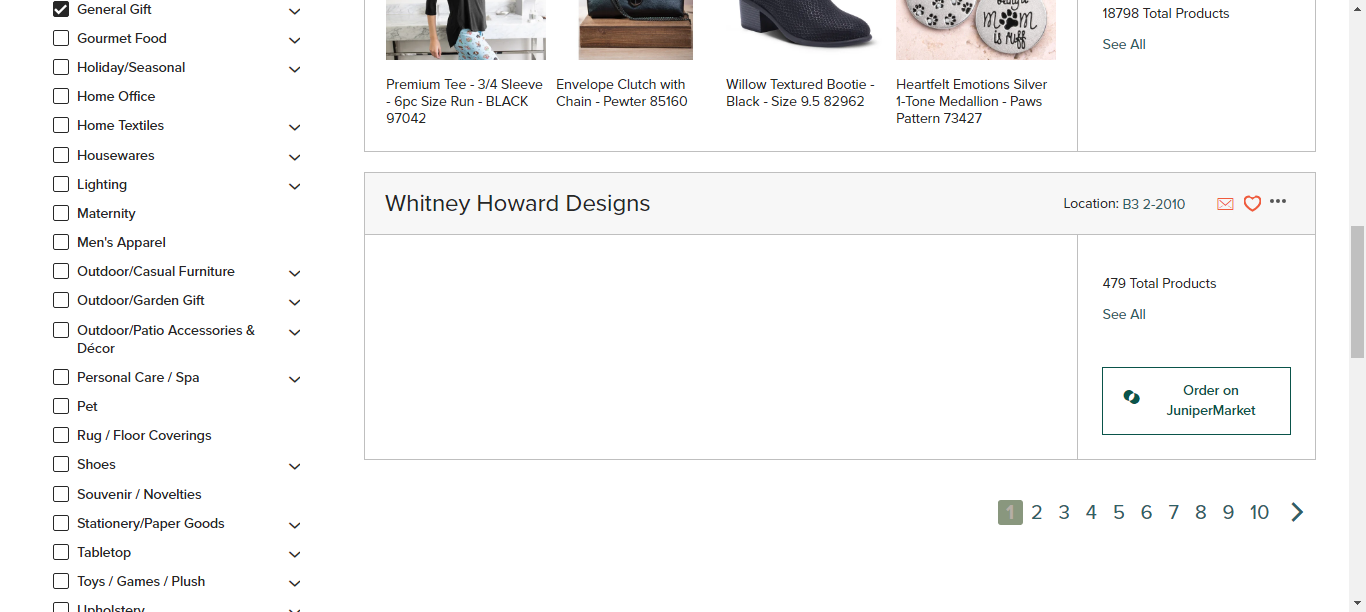 General Gift
Gourmet Food
Holiday/Seasonal
Home Office
Home Textiles
Housewares
Lighting
Maternity
Men's Apparel
Outdoor/Casual Furniture
Outdoor/Garden Gift
Outdoor/Patio Accessories &
Décor
Personal Care / Spa
Pet
Rug / Floor Coverings
Shoes
Souvenir / Novelties
Stationery/Paper Goods
Tabletop
Toys / Games / Plush
Upholstery
mom
is ruff
Premium Tee - 3/4 Sleeve
- 6pc Size Run - BLACK
97042
Envelope Clutch with
Chain - Pewter 85160
Willow Textured Bootie -
Black - Size 9.5 82962
Heartfelt Emotions Silver
1-Tone Medallion - Paws
Pattern 73427
18798 Total Products
See All
Whitney Howard Designs
Location: B3 2-2010
479 Total Products
See All
Order on
JuniperMarket
1 2 3 4 5 6 7 8 9 10